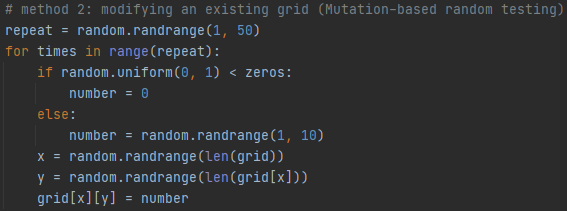 # method 2: modifying an existing grid (Mutation-based random testing)
repeat = random.randrange(1, 50)
for times in range(repeat):
    if random.uniform(0, 1) < zeros:
        number = 0
    else:
        number = random.randrange(1, 10)
    x = random.randrange(len(grid))
    y = random.randrange(len(grid[x]))
    grid[x][y] = number